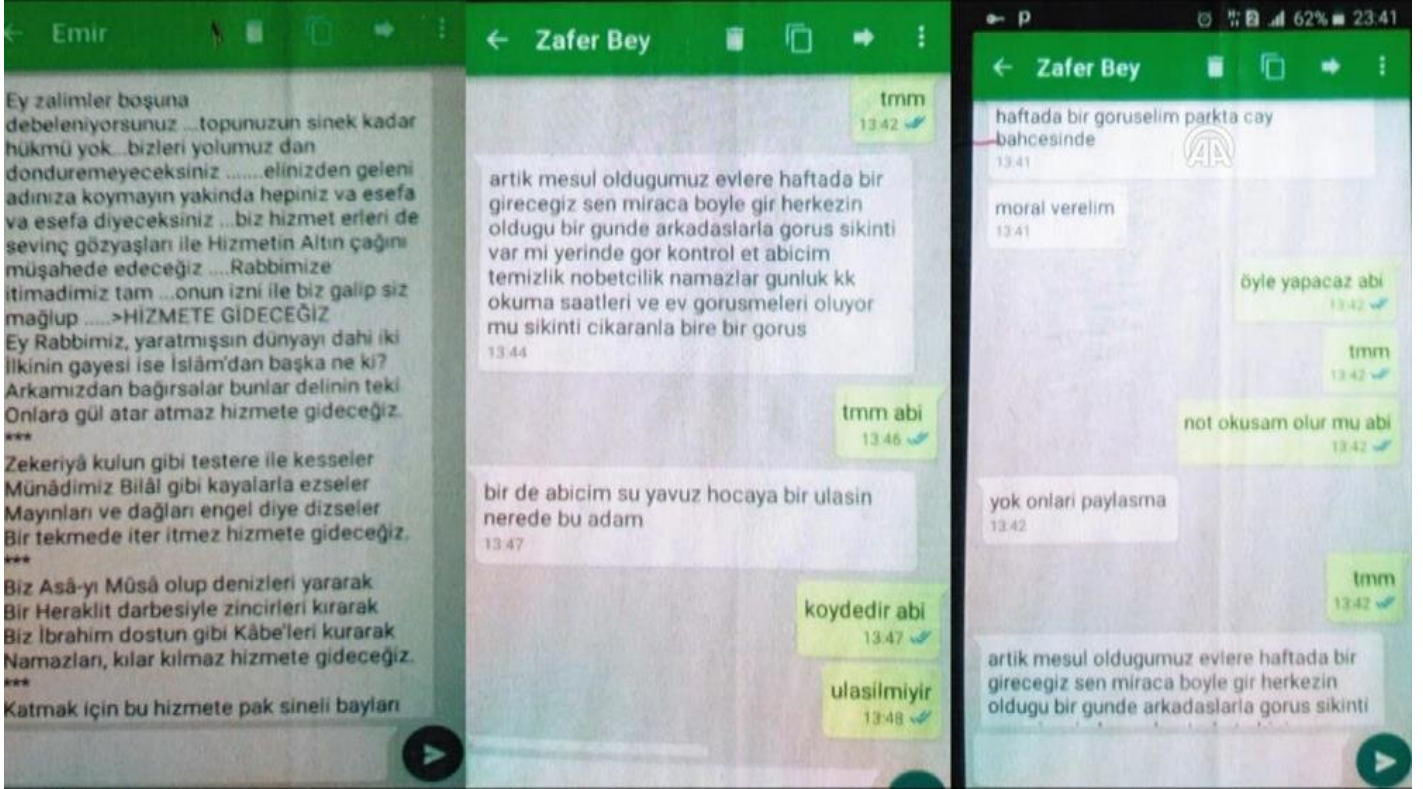 Emir
Ey zalimler boşuna
debeleniyorsunuz ...topunuzun sinek kadar
hükmü yok...bizleri yolumuz dan
donduremeyeceksiniz .......elinizden geleni
adınıza koymayın yakinda hepiniz va esefa
va esefa diyeceksiniz ...biz hizmet erleri de
sevinç gözyaşları ile Hizmetin Altın çağını
müşahede edeceğiz ....Rabbimize
itimadimiz tam ...onun izni ile biz galip siz
mağlup .....>HİZMETE GİDECEĞİZ
Ey Rabbimiz, yaratmışsın dünyayı dahi iki
İlkinin gayesi ise İslâm'dan başka ne ki?
Arkamızdan bağırsalar bunlar delinin teki
Onlara gül atar atmaz hizmete gideceğiz.
***
Zekeriyâ kulun gibi testere ile kesseler
Münâdimiz Bilâl gibi kayalarla ezseler
Mayınları ve dağları engel diye dizseler
Bir tekmede iter itmez hizmete gideceğiz.
***
Biz Asâ-yı Mûsâ olup denizleri yararak
Bir Heraklit darbesiyle zincirleri kırarak
Biz İbrahim dostun gibi Kâbe'leri kurarak
Namazları, kılar kılmaz hizmete gideceğiz.
***
Katmak için bu hizmete pak sineli bayları
Zafer Bey
tmm
13:42
artik mesul oldugumuz evlere haftada bir
girecegiz sen miraca boyle gir herkezin
oldugu bir gunde arkadaslarla gorus sikinti
var mi yerinde gor kontrol et abicim
temizlik nobetcilik namazlar gunluk kk
okuma saatleri ve ev gorusmeleri oluyor
mu sikinti cikaranla bire bir gorus
13:44
tmm abi
13:46
bir de abicim su yavuz hocaya bir ulasin
nerede bu adam
13:47
koydedir abi
13:47
ulasilmiyir
13:48
P
2
62% 23:41
Zafer Bey
haftada bir goruselim parkta cay
bahcesinde
13:41
AA
moral verelim
13:41
öyle yapacaz abi
13:42
tmm
13:42
not okusam olur mu abi
13:42
yok onlari paylasma
13:42
tmm
13:42
artik mesul oldugumuz evlere haftada bir
girecegiz sen miraca boyle gir herkezin
oldugu bir gunde arkadaslarla gorus sikinti